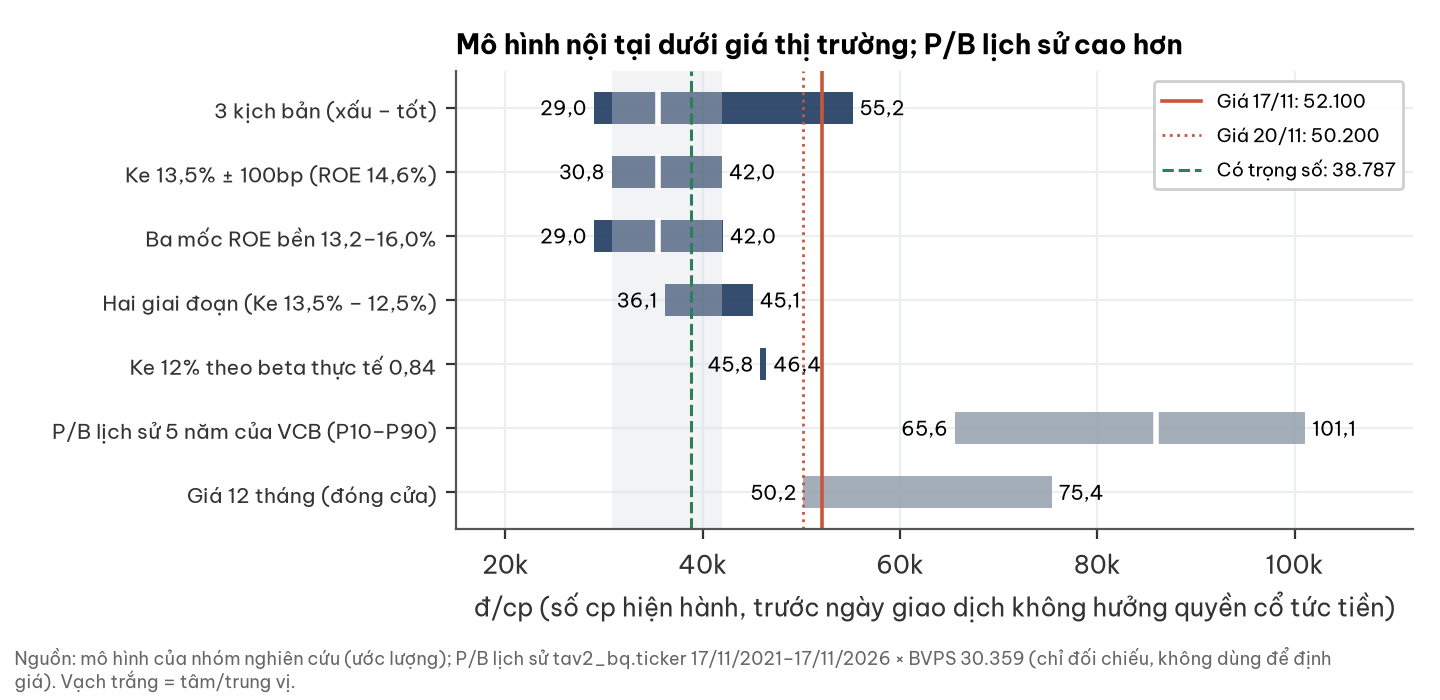 Mô hình nội tại dưới giá thị trường; P/B lịch sử cao hơn
Giá 17/11: 52.100
Giá 20/11: 50.200
Có trọng số: 38.787
3 kịch bản (xấu – tốt)
29,0
55,2
Ke 13,5% ± 100bp (ROE 14,6%)
30,8
42,0
Ba mốc ROE bền 13,2–16,0%
29,0
42,0
Hai giai đoạn (Ke 13,5% – 12,5%)
36,1
45,1
Ke 12% theo beta thực tế 0,84
45,8
46,4
P/B lịch sử 5 năm của VCB (P10–P90)
65,6
101,1
Giá 12 tháng (đóng cửa)
50,2
75,4
20k
40k
60k
80k
100k
đ/cp (số cp hiện hành, trước ngày giao dịch không hưởng quyền cổ tức tiền)
Nguồn: mô hình của nhóm nghiên cứu (ước lượng); P/B lịch sử tav2_bq.ticker 17/11/2021–17/11/2026 × BVPS 30.359 (chỉ đối chiếu, không dùng để định
giá). Vạch trắng = tâm/trung vị.